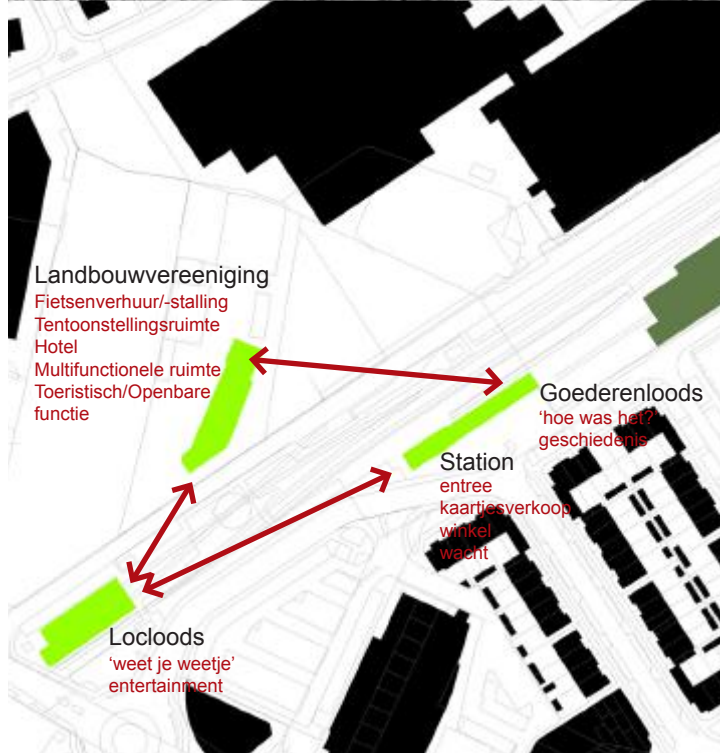 Landbouwvereeniging
Fietsenverhuur/-stalling
Tentoonstellingsruimte
Hotel
Multifunctionele ruimte
Toeristisch/Openbare
functie
Goederenloods
‘hoe was het?’
geschiedenis
Station
entree
kaartjesverkoop
winkel
wacht
Locloods
‘weet je weetje’
entertainment